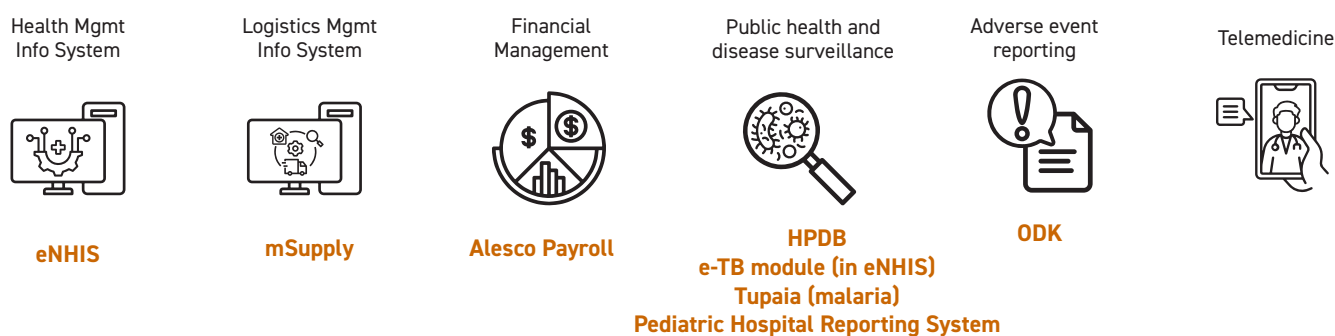 Health Mgmt
Info System
Logistics Mgmt
Info System
Financial
Management
Public health and
disease surveillance
Adverse event
reporting
Telemedicine
$
$
eNHIS
mSupply
Alesco Payroll
HPDB
e-TB module (in eNHIS)
Tupaia (malaria)
Pediatric Hospital Reporting System
ODK